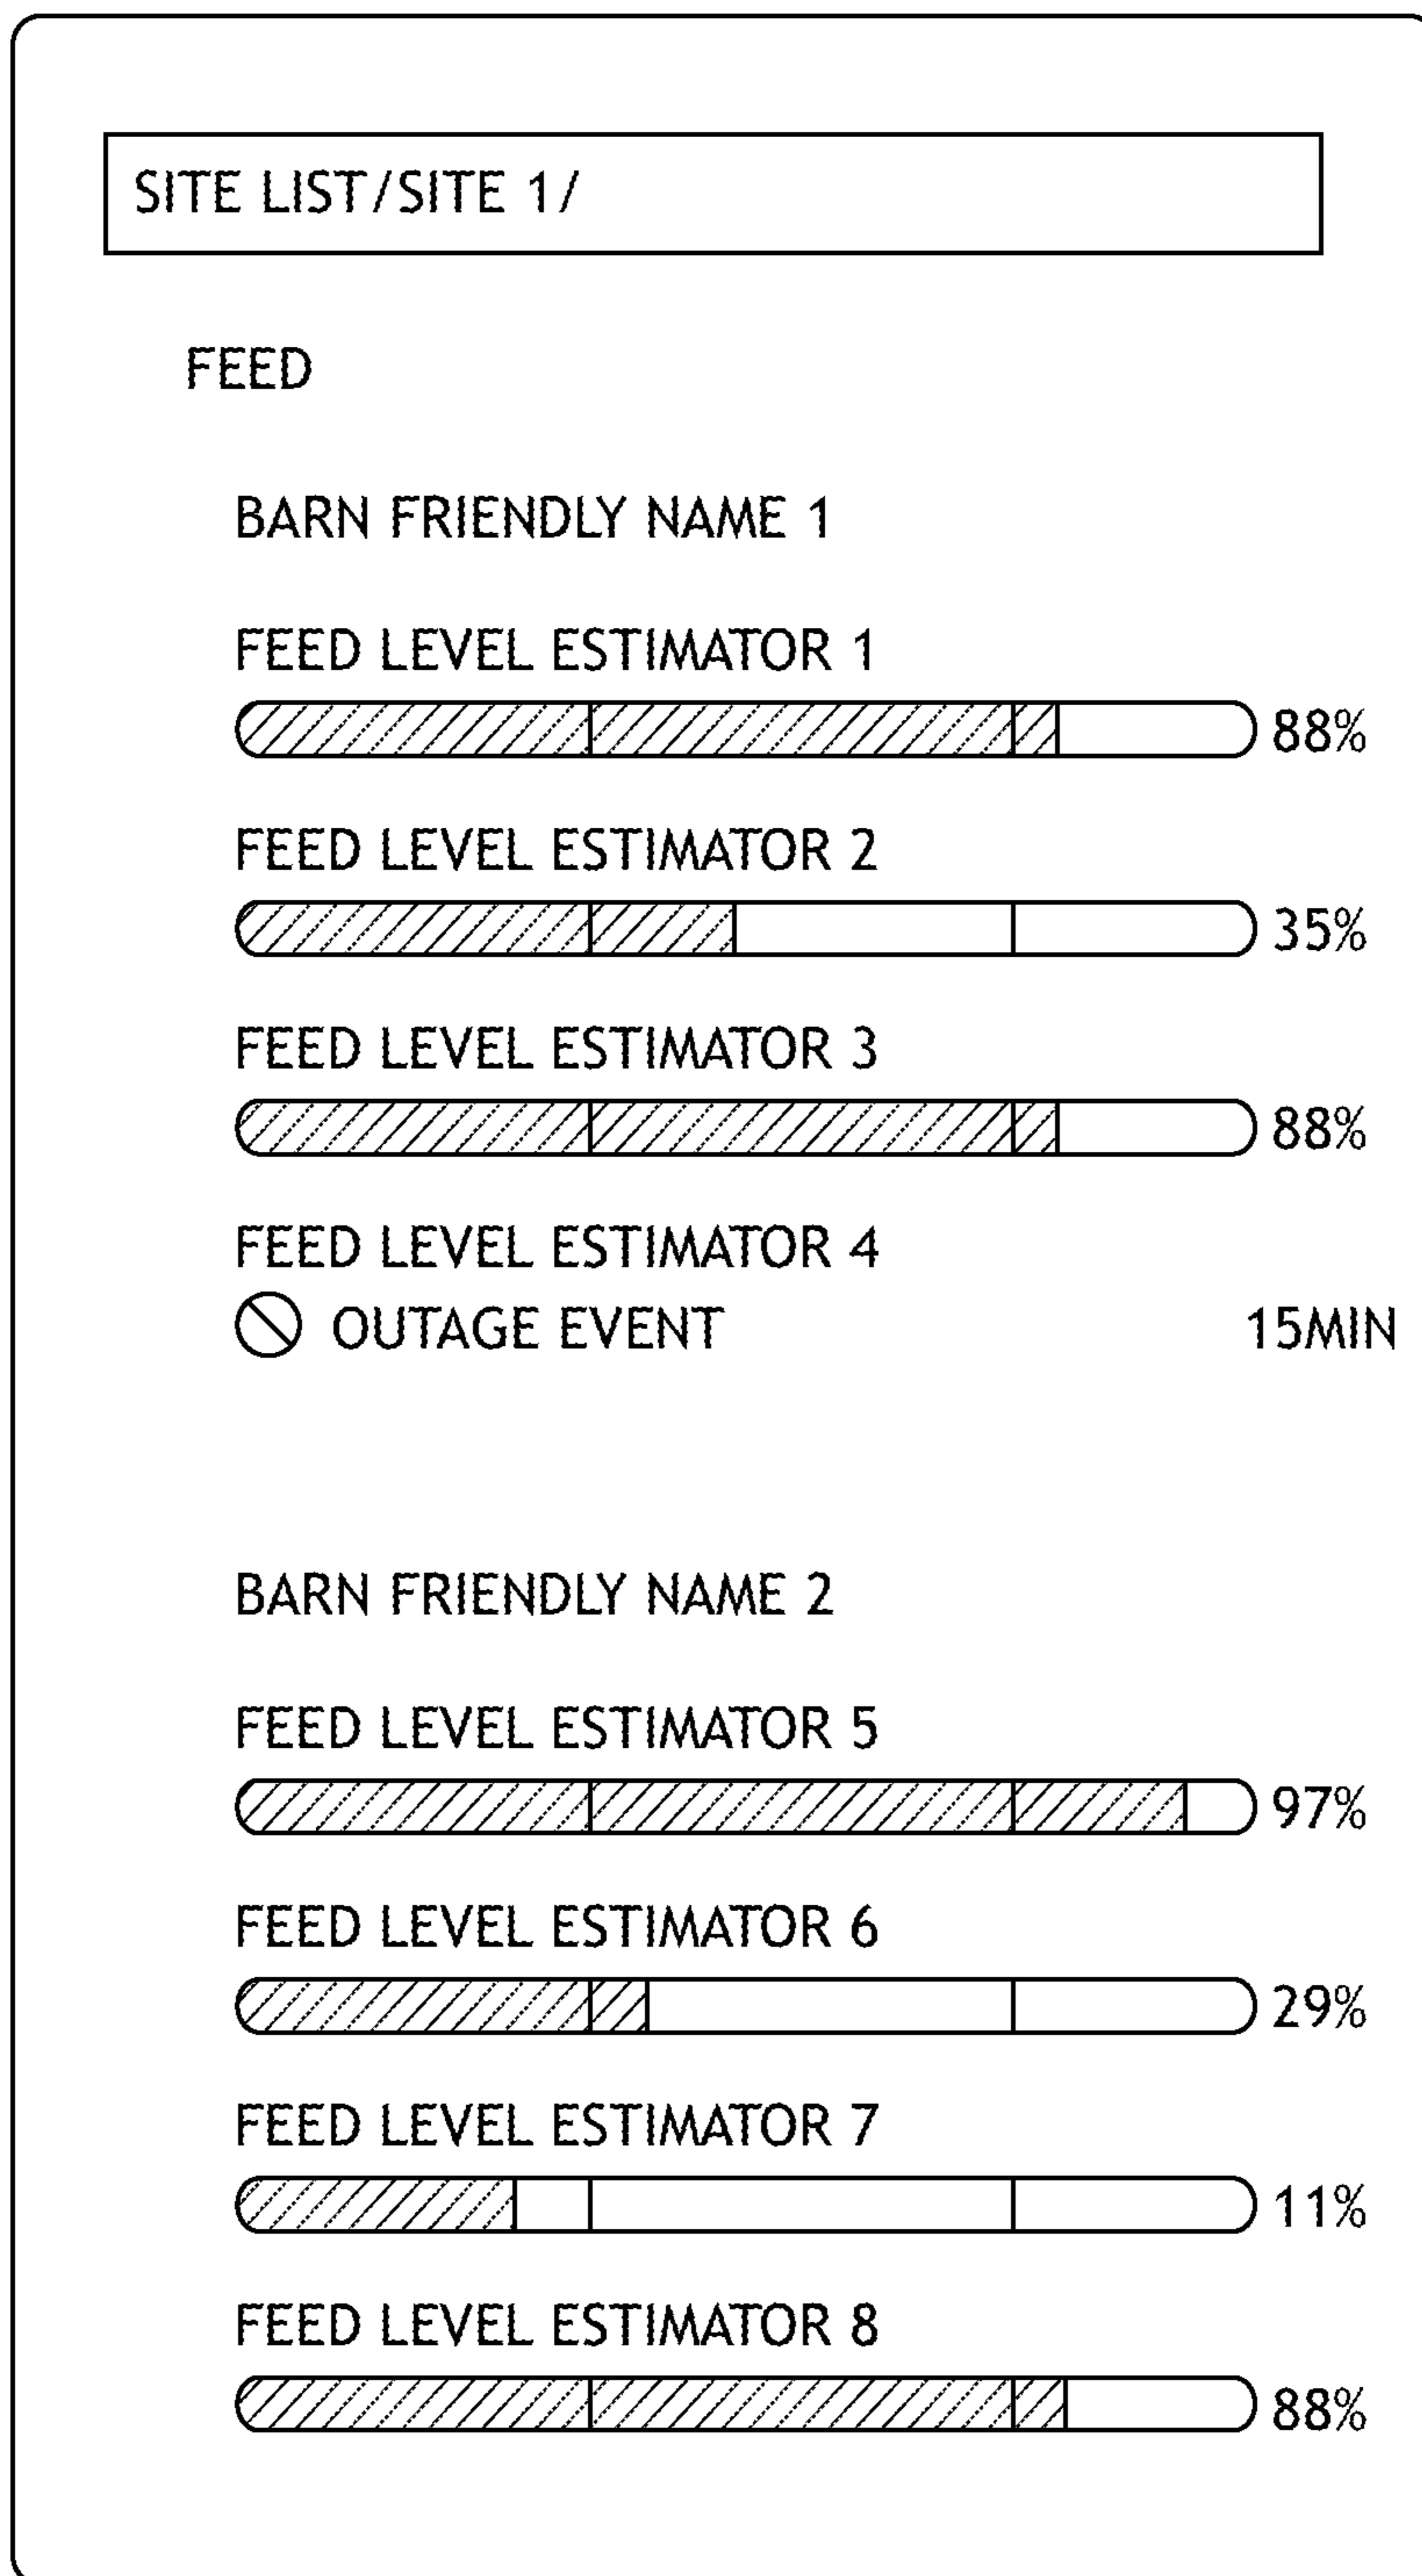 SITE LIST/SITE 1/
FEED
BARN FRIENDLY NAME 1
FEED LEVEL ESTIMATOR 1
88%
FEED LEVEL ESTIMATOR 2
35%
FEED LEVEL ESTIMATOR 3
88%
FEED LEVEL ESTIMATOR 4
OUTAGE EVENT 15MIN
BARN FRIENDLY NAME 2
FEED LEVEL ESTIMATOR 5
97%
FEED LEVEL ESTIMATOR 6
29%
FEED LEVEL ESTIMATOR 7
11%
FEED LEVEL ESTIMATOR 8
88%